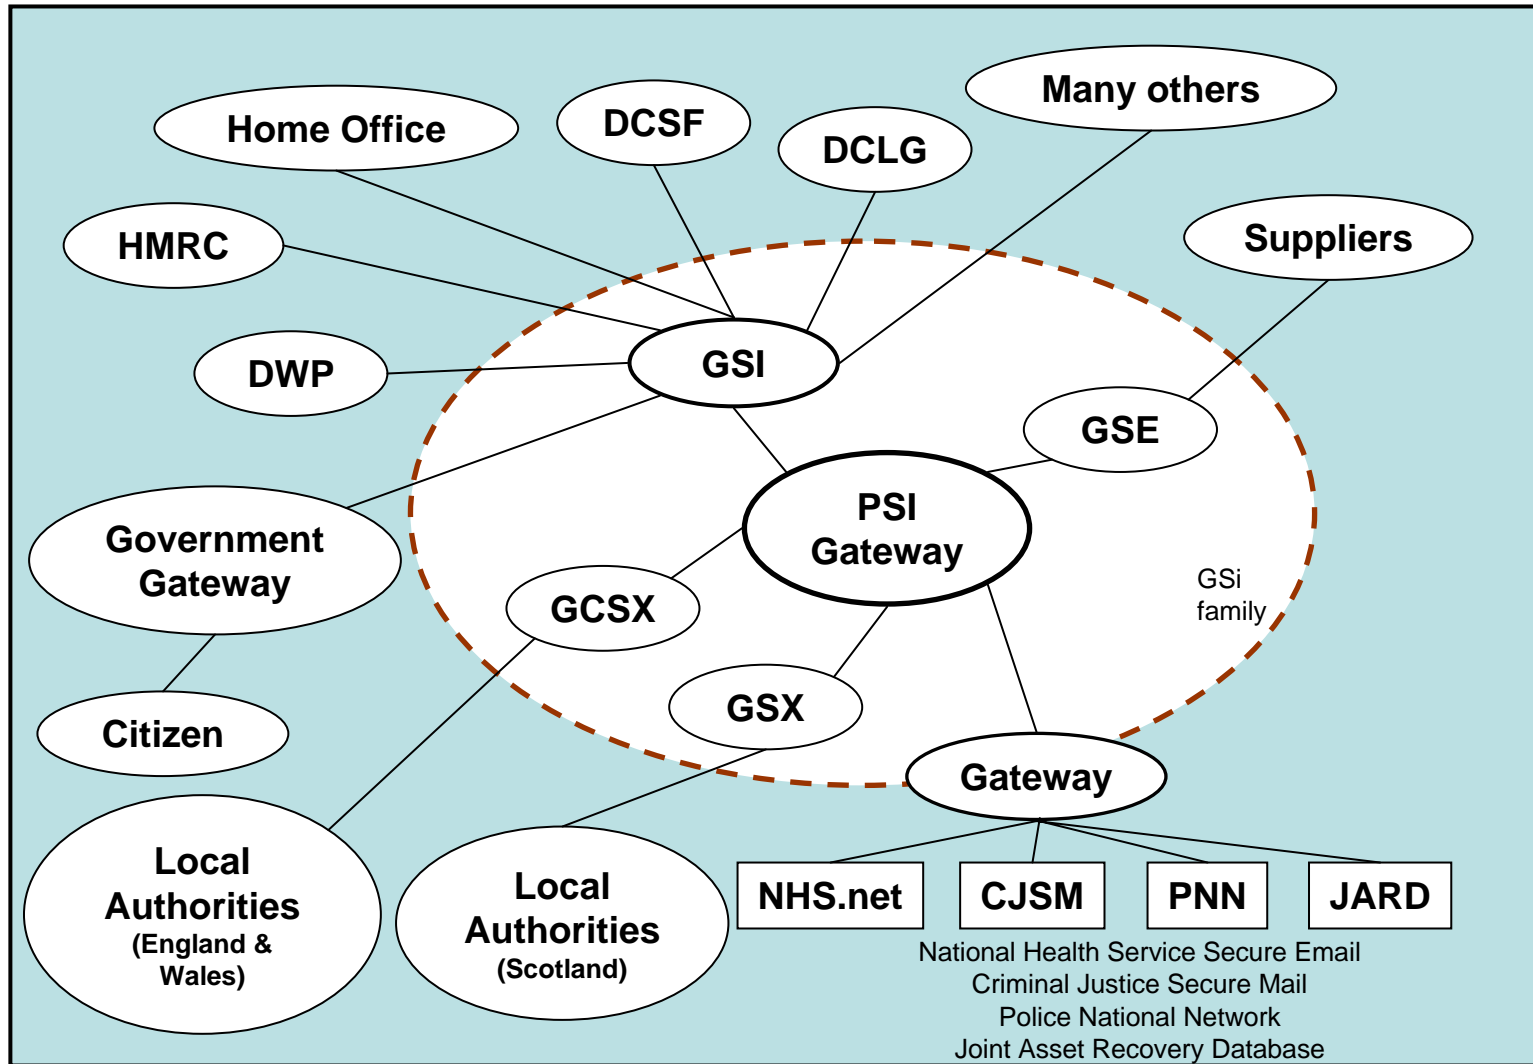 Home Office
DCSF
DCLG
Many others
HMRC
Suppliers
DWP
GSI
GSE
PSI
Gateway
Government
Gateway
GCSX
GSi
family
GSX
Citizen
Gateway
Local
Authorities
(England &
Wales)
Local
Authorities
(Scotland)
NHS.net
CJSM
PNN
JARD
National Health Service Secure Email
Criminal Justice Secure Mail
Police National Network
Joint Asset Recovery Database